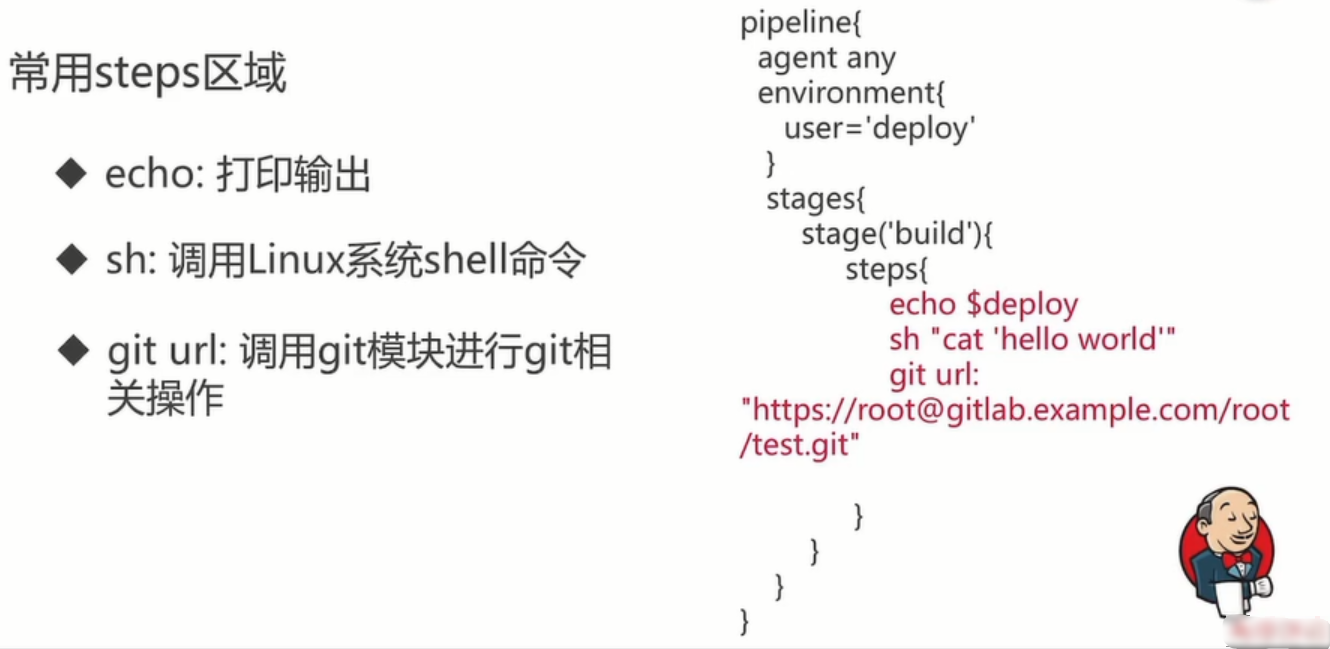 常用steps区域
◆ echo: 打印输出
◆ sh: 调用Linux系统shell命令
◆ git url: 调用git模块进行git相
关操作
pipeline{
agent any
environment{
user='deploy'
}
stages{
stage('build'){
steps{
echo $deploy
sh "cat 'hello world'"
git url:
"https://root@gitlab.example.com/root
/test.git"
}
}
}
}